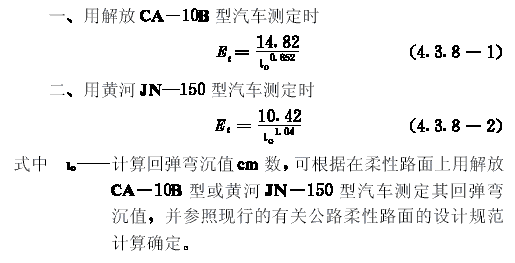 一、用解放 CA—10B 型汽车测定时
E_t = 14.82 / l_o^0.852 (4.3.8－1)
二、用黄河 JN—150 型汽车测定时
E_t = 10.42 / l_o^1.04 (4.3.8－2)
式中 l_o——计算回弹弯沉值cm 数，可根据在柔性路面上用解放
CA—10B 型或黄河 JN—150 型汽车测定其回弹弯
沉值，并参照现行的有关公路柔性路面的设计规范
计算确定。